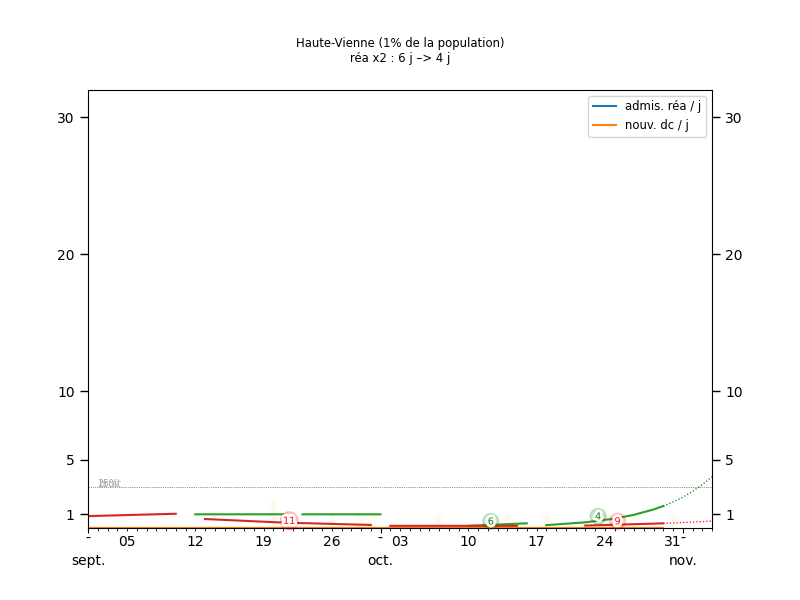 Haute-Vienne (1% de la population)
réa x2 : 6 j –> 4 j
admis. réa / j
nouv. dc / j
30 30
20 20
10 10
5 5
1 1
11 6 4 9
- 05 12 19 26 - 03 10 17 24 31 -
sept. oct. nov.